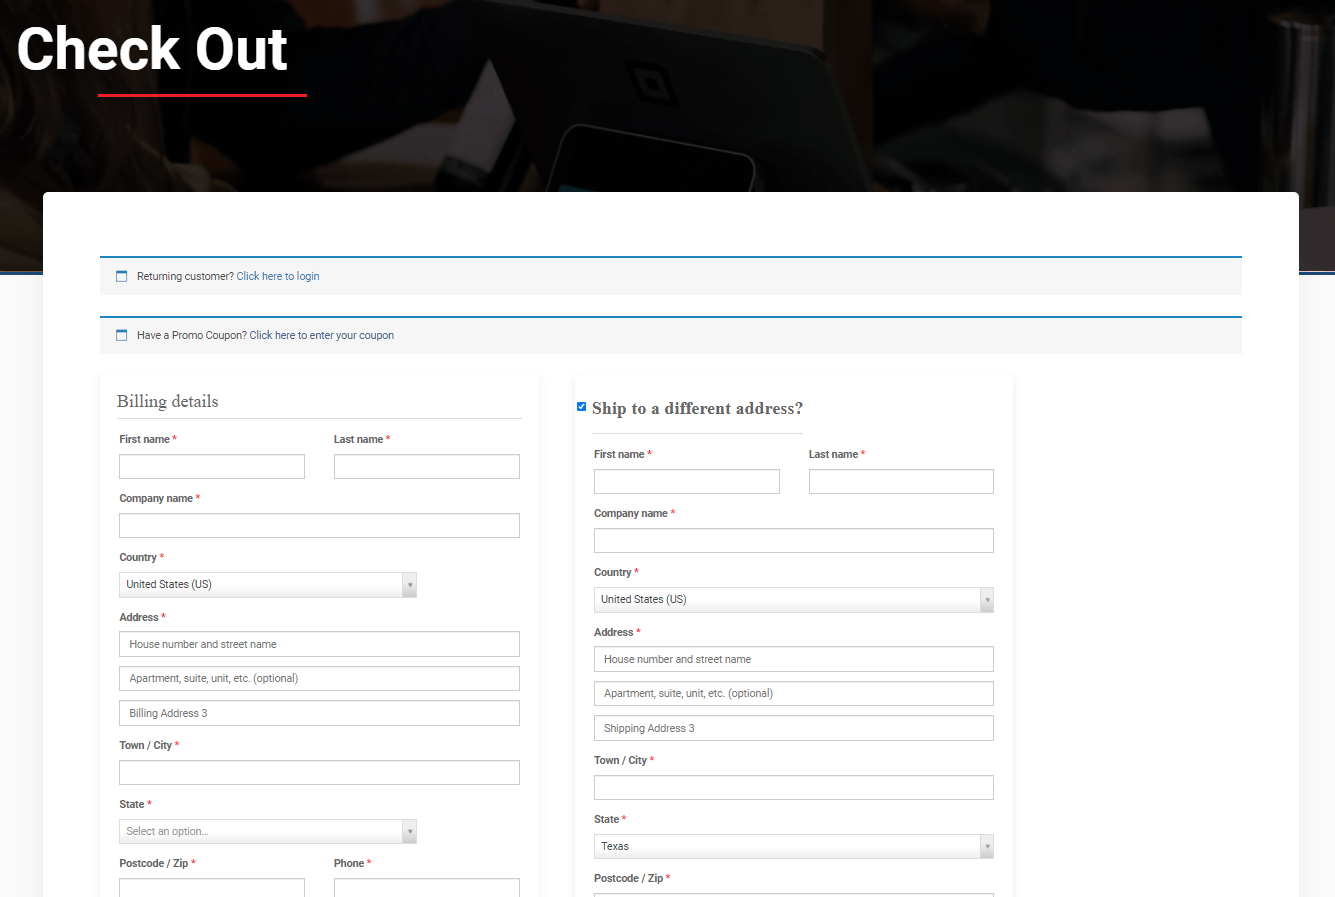 Check Out
Returning customer? Click here to login
Have a Promo Coupon? Click here to enter your coupon
Billing details
First name *
Last name *
Company name *
Country *
United States (US)
Address *
House number and street name
Apartment, suite, unit, etc. (optional)
Billing Address 3
Town / City *
State *
Select an option...
Postcode / Zip *
Phone *
Ship to a different address?
First name *
Last name *
Company name *
Country *
United States (US)
Address *
House number and street name
Apartment, suite, unit, etc. (optional)
Shipping Address 3
Town / City *
State *
Texas
Postcode / Zip *